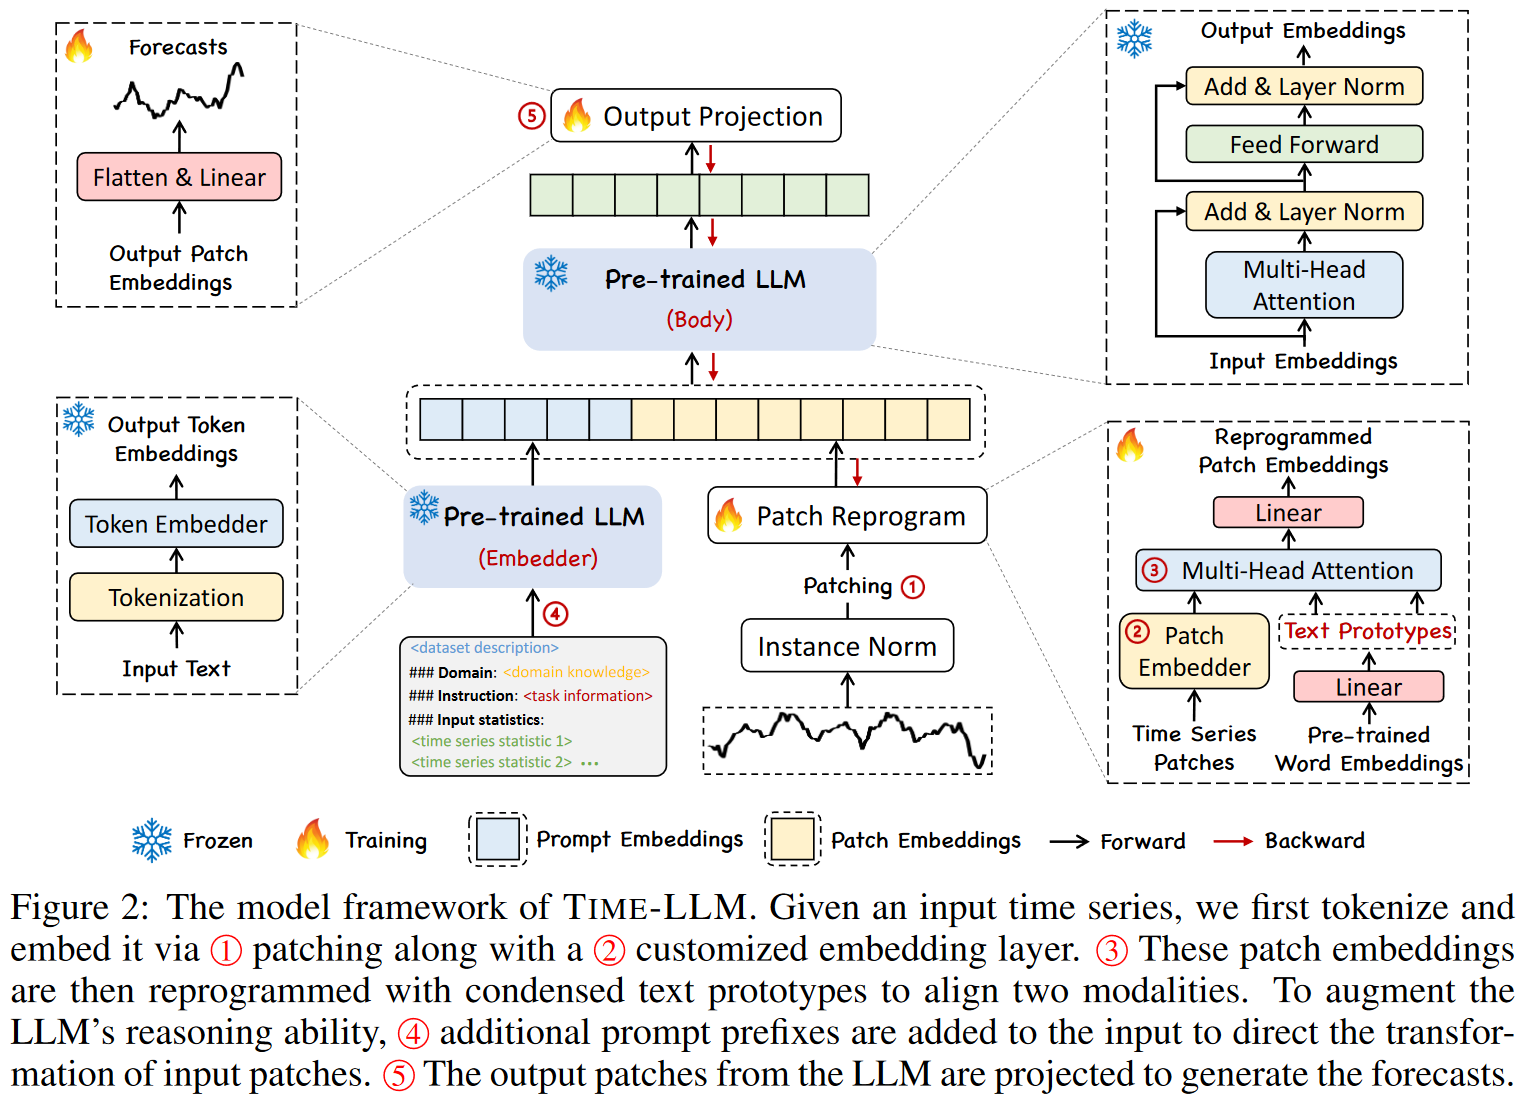 Forecasts
Flatten & Linear
Output Patch
Embeddings
⑤
Output Projection
Pre-trained LLM
(Body)
Output Embeddings
Add & Layer Norm
Feed Forward
Add & Layer Norm
Multi-Head
Attention
Input Embeddings
Output Token
Embeddings
Token Embedder
Tokenization
Input Text
Pre-trained LLM
(Embedder)
④
<dataset description>
### Domain: <domain knowledge>
### Instruction: <task information>
### Input statistics:
<time series statistic 1>
<time series statistic 2> ...
Patch Reprogram
Patching ①
Instance Norm
Reprogrammed
Patch Embeddings
Linear
③ Multi-Head Attention
② Patch
Embedder
Text Prototypes
Linear
Time Series
Patches
Pre-trained
Word Embeddings
Frozen
Training
Prompt Embeddings
Patch Embeddings
Forward
Backward
Figure 2: The model framework of TIME-LLM. Given an input time series, we first tokenize and
embed it via ① patching along with a ② customized embedding layer. ③ These patch embeddings
are then reprogrammed with condensed text prototypes to align two modalities. To augment the
LLM's reasoning ability, ④ additional prompt prefixes are added to the input to direct the transfor-
mation of input patches. ⑤ The output patches from the LLM are projected to generate the forecasts.